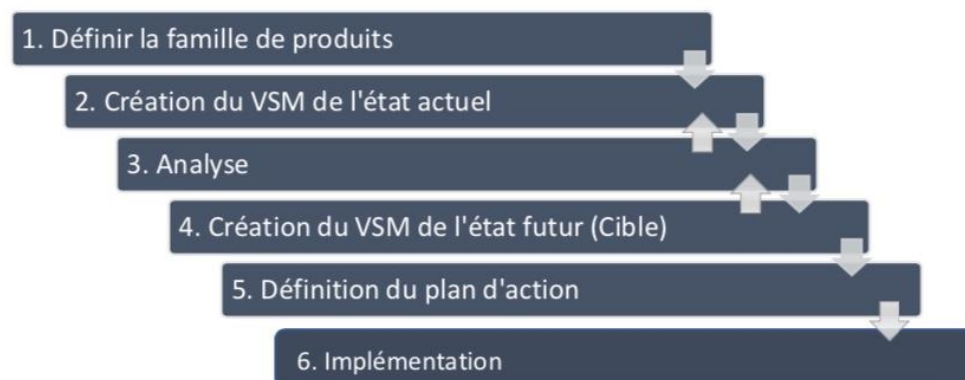 1. Définir la famille de produits
2. Création du VSM de l'état actuel
3. Analyse
4. Création du VSM de l'état futur (Cible)
5. Définition du plan d'action
6. Implémentation